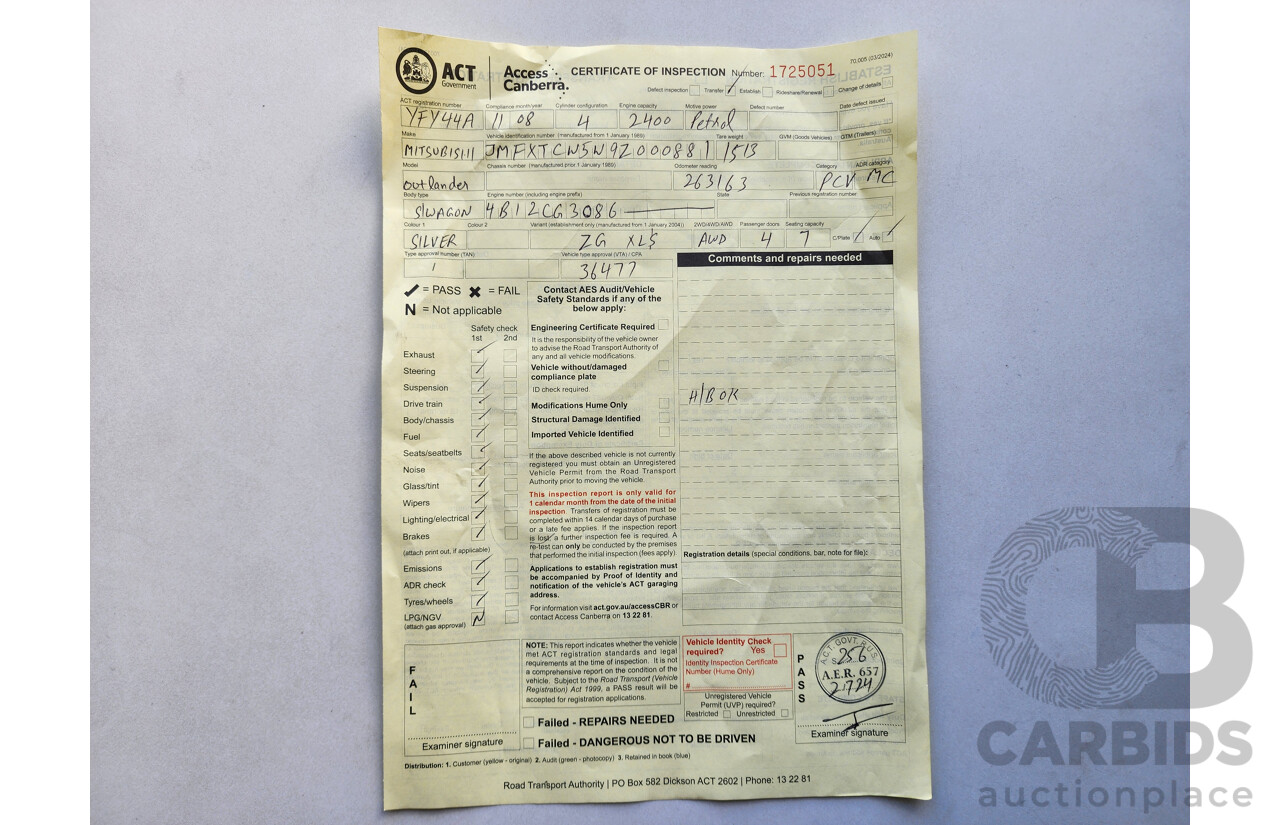 70,005 (03/2024)
ACT Government Access Canberra. CERTIFICATE OF INSPECTION Number: 1725051
Defect inspection Transfer ✓ Establish Rideshare/Renewal Change of details
ACT registration number Compliance month/year Cylinder configuration Engine capacity Motive power Defect number Date defect issued
YFY44A 11 08 4 2400 Petrol
Make Vehicle identification number (manufactured from 1 January 1989) Tare weight GVM (Goods Vehicles) GTM (Trailers)
MITSUBISHI JMFXTCW5W9Z000881 1513
Model Chassis number (manufactured prior 1 January 1989) Odometer reading Category ADR category
Outlander 263163 PCV MC
Body type Engine number (including engine prefix) State Previous registration number
S/WAGON 4B12CG3086
Colour 1 Colour 2 Variant (establishment only (manufactured from 1 January 2004)) 2WD/4WD/AWD Passenger doors Seating capacity
SILVER ZG XLS AWD 4 7 C/Plate ✓ Auto ✓
Type approval number (TAN) Vehicle type approval (VTA) / CPA
1 36477
Comments and repairs needed
H/B OK
✓ = PASS ✖ = FAIL
N = Not applicable
Safety check
1st 2nd
Exhaust ✓
Steering ✓
Suspension ✓
Drive train ✓
Body/chassis ✓
Fuel ✓
Seats/seatbelts ✓
Noise ✓
Glass/tint ✓
Wipers ✓
Lighting/electrical ✓
Brakes ✓
(attach print out, if applicable)
Emissions ✓
ADR check ✓
Tyres/wheels ✓
LPG/NGV N
(attach gas approval)
Contact AES Audit/Vehicle
Safety Standards if any of the
below apply:
Engineering Certificate Required
It is the responsibility of the vehicle owner
to advise the Road Transport Authority of
any and all vehicle modifications.
Vehicle without/damaged
compliance plate
ID check required
Modifications Hume Only
Structural Damage Identified
Imported Vehicle Identified
If the above described vehicle is not currently
registered you must obtain an Unregistered
Vehicle Permit from the Road Transport
Authority prior to moving the vehicle.
This inspection report is only valid for
1 calendar month from the date of the initial
inspection. Transfers of registration must be
completed within 14 calendar days of purchase
or a late fee applies. If the inspection report
is lost, a further inspection fee is required. A
re-test can only be conducted by the premises
that performed the initial inspection (fees apply).
Applications to establish registration must
be accompanied by Proof of Identity and
notification of the vehicle's ACT garaging
address.
For information visit act.gov.au/accessCBR or
contact Access Canberra on 13 22 81.
Registration details (special conditions, bar, note for file):
FAIL
Examiner signature
NOTE: This report indicates whether the vehicle
met ACT registration standards and legal
requirements at the time of inspection. It is not
a comprehensive report on the condition of the
vehicle. Subject to the Road Transport (Vehicle
Registration) Act 1999, a PASS result will be
accepted for registration applications.
Failed - REPAIRS NEEDED
Failed - DANGEROUS NOT TO BE DRIVEN
Vehicle Identity Check
required? Yes
Identity Inspection Certificate
Number (Hume Only)
#
Unregistered Vehicle
Permit (UVP) required?
Restricted Unrestricted
PASS
256
A.E.R. 657
2 1724
Examiner signature
Distribution: 1. Customer (yellow - original) 2. Audit (green - photocopy) 3. Retained in book (blue)
Road Transport Authority | PO Box 582 Dickson ACT 2602 | Phone: 13 22 81
CB
CARBIDS
auctionplace